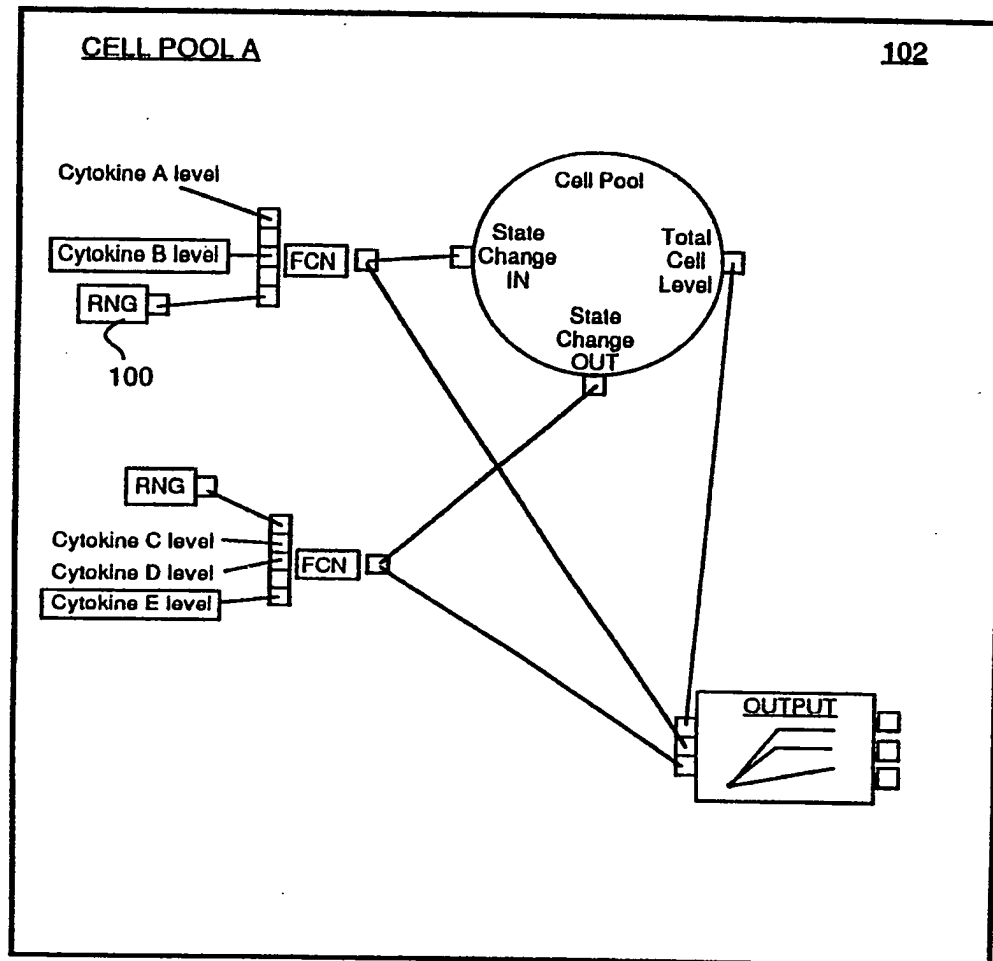 CELL POOL A
102
Cytokine A level
Cytokine B level
FCN
RNG
100
Cell Pool
State
Change
IN
Total
Cell
Level
State
Change
OUT
RNG
Cytokine C level
Cytokine D level
FCN
Cytokine E level
OUTPUT